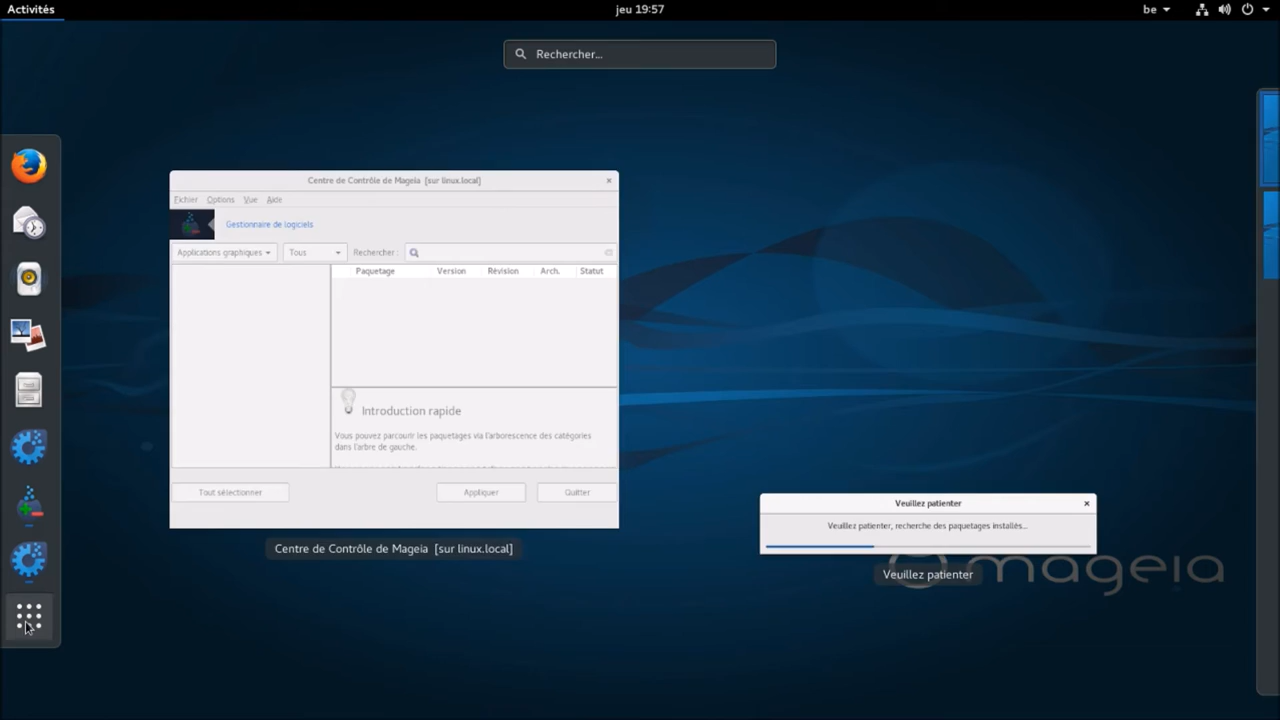 Activités
jeu 19:57
be
Rechercher...
Centre de Contrôle de Mageia [sur linux.local]
Fichier Options Vue Aide
Gestionnaire de logiciels
Applications graphiques Tous Rechercher :
Paquetage Version Révision Arch. Statut
Introduction rapide
Vous pouvez parcourir les paquetages via l'arborescence des catégories
dans l'arbre de gauche.
Tout sélectionner Appliquer Quitter
Centre de Contrôle de Mageia [sur linux.local]
Veuillez patienter
Veuillez patienter, recherche des paquetages installés...
Veuillez patienter
mageia